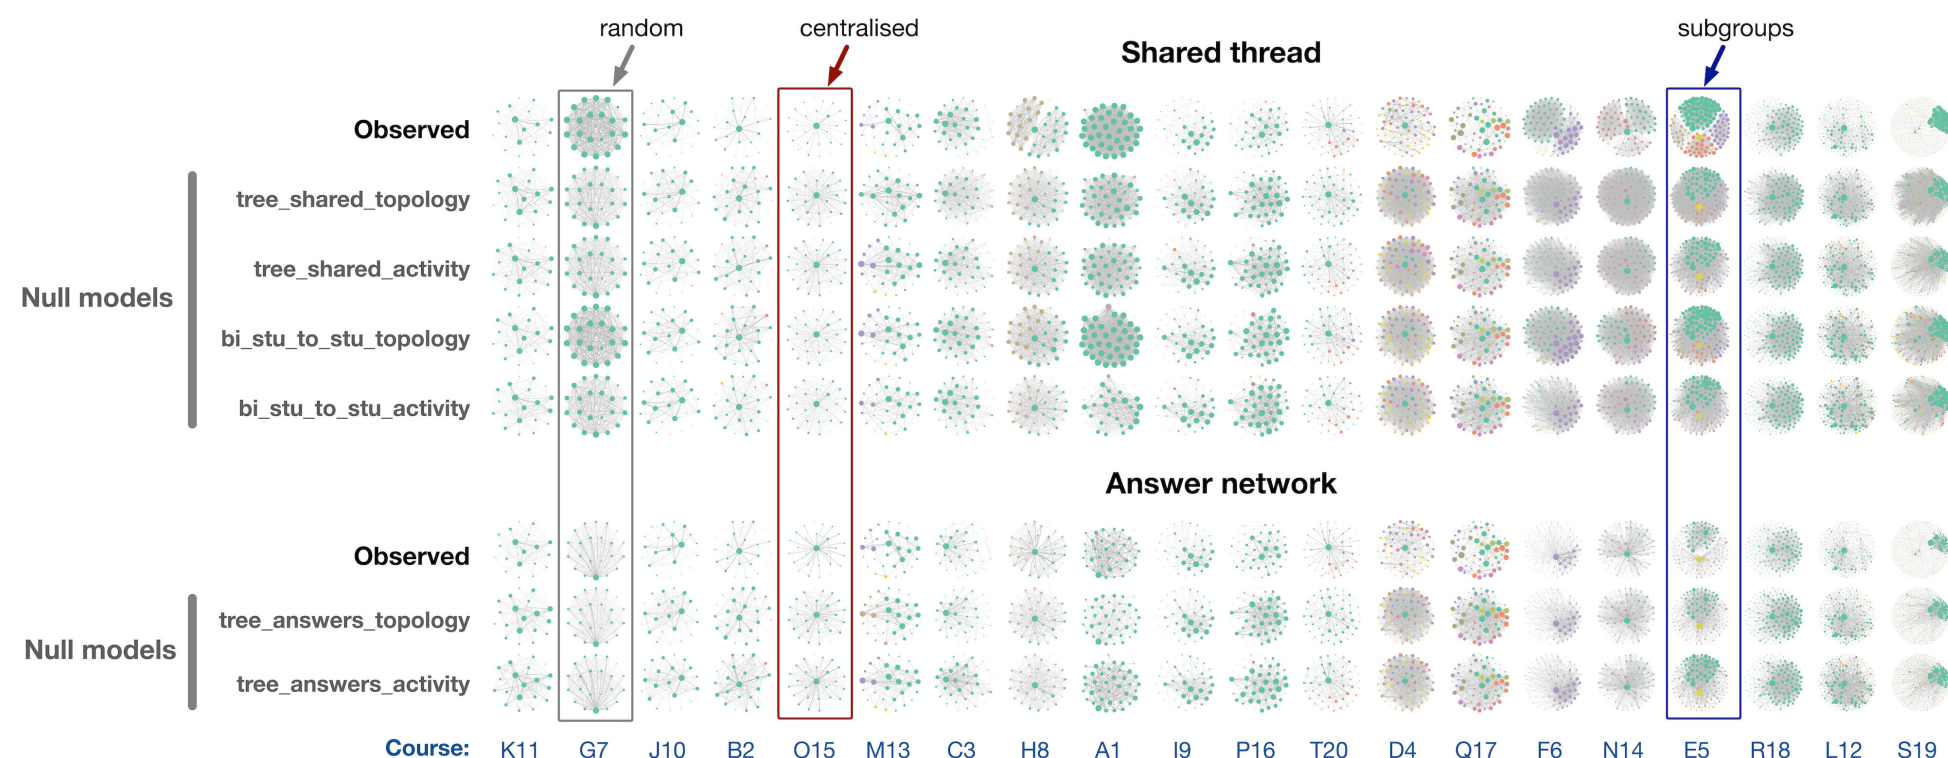 random
centralised
subgroups
Shared thread
Observed
tree_shared_topology
tree_shared_activity
Null models
bi_stu_to_stu_topology
bi_stu_to_stu_activity
Answer network
Observed
tree_answers_topology
Null models
tree_answers_activity
Course: K11 G7 J10 B2 O15 M13 C3 H8 A1 I9 P16 T20 D4 Q17 F6 N14 E5 R18 L12 S19